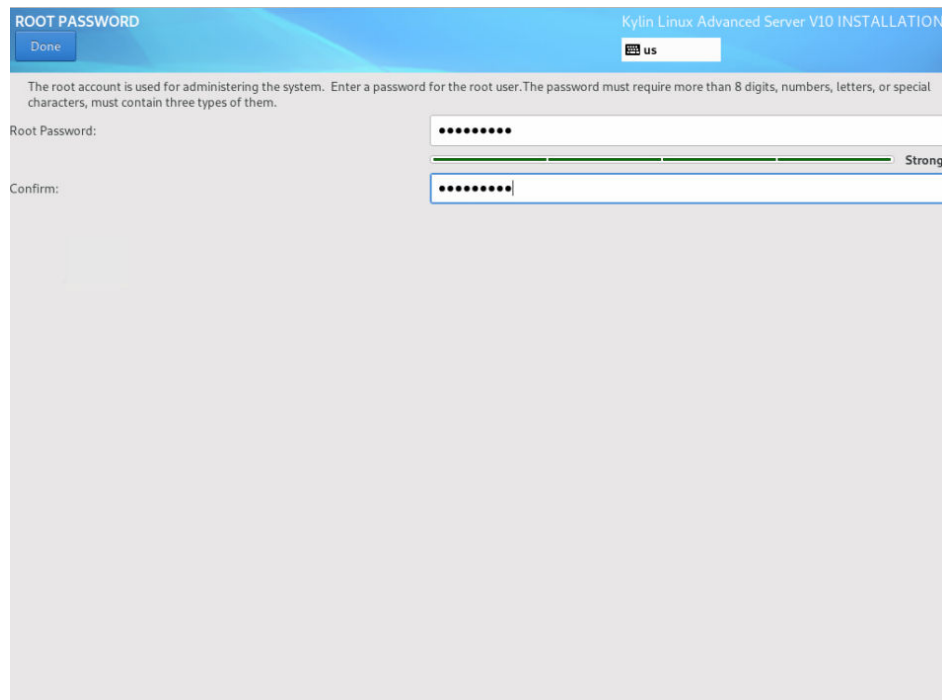 ROOT PASSWORD
Kylin Linux Advanced Server V10 INSTALLATION
Done
us
The root account is used for administering the system.  Enter a password for the root user.The password must require more than 8 digits, numbers, letters, or special
characters, must contain three types of them.
Root Password:
●●●●●●●●●
Strong
Confirm:
●●●●●●●●●